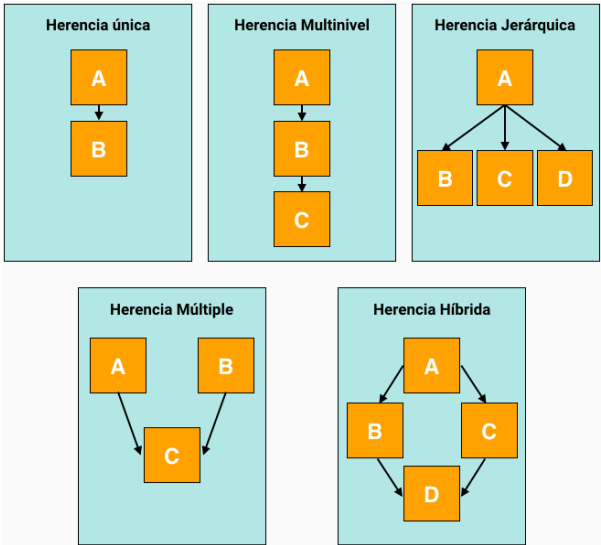 Herencia única
A
B
Herencia Multinivel
A
B
C
Herencia Jerárquica
A
B C D
Herencia Múltiple
A B
C
Herencia Híbrida
A
B C
D